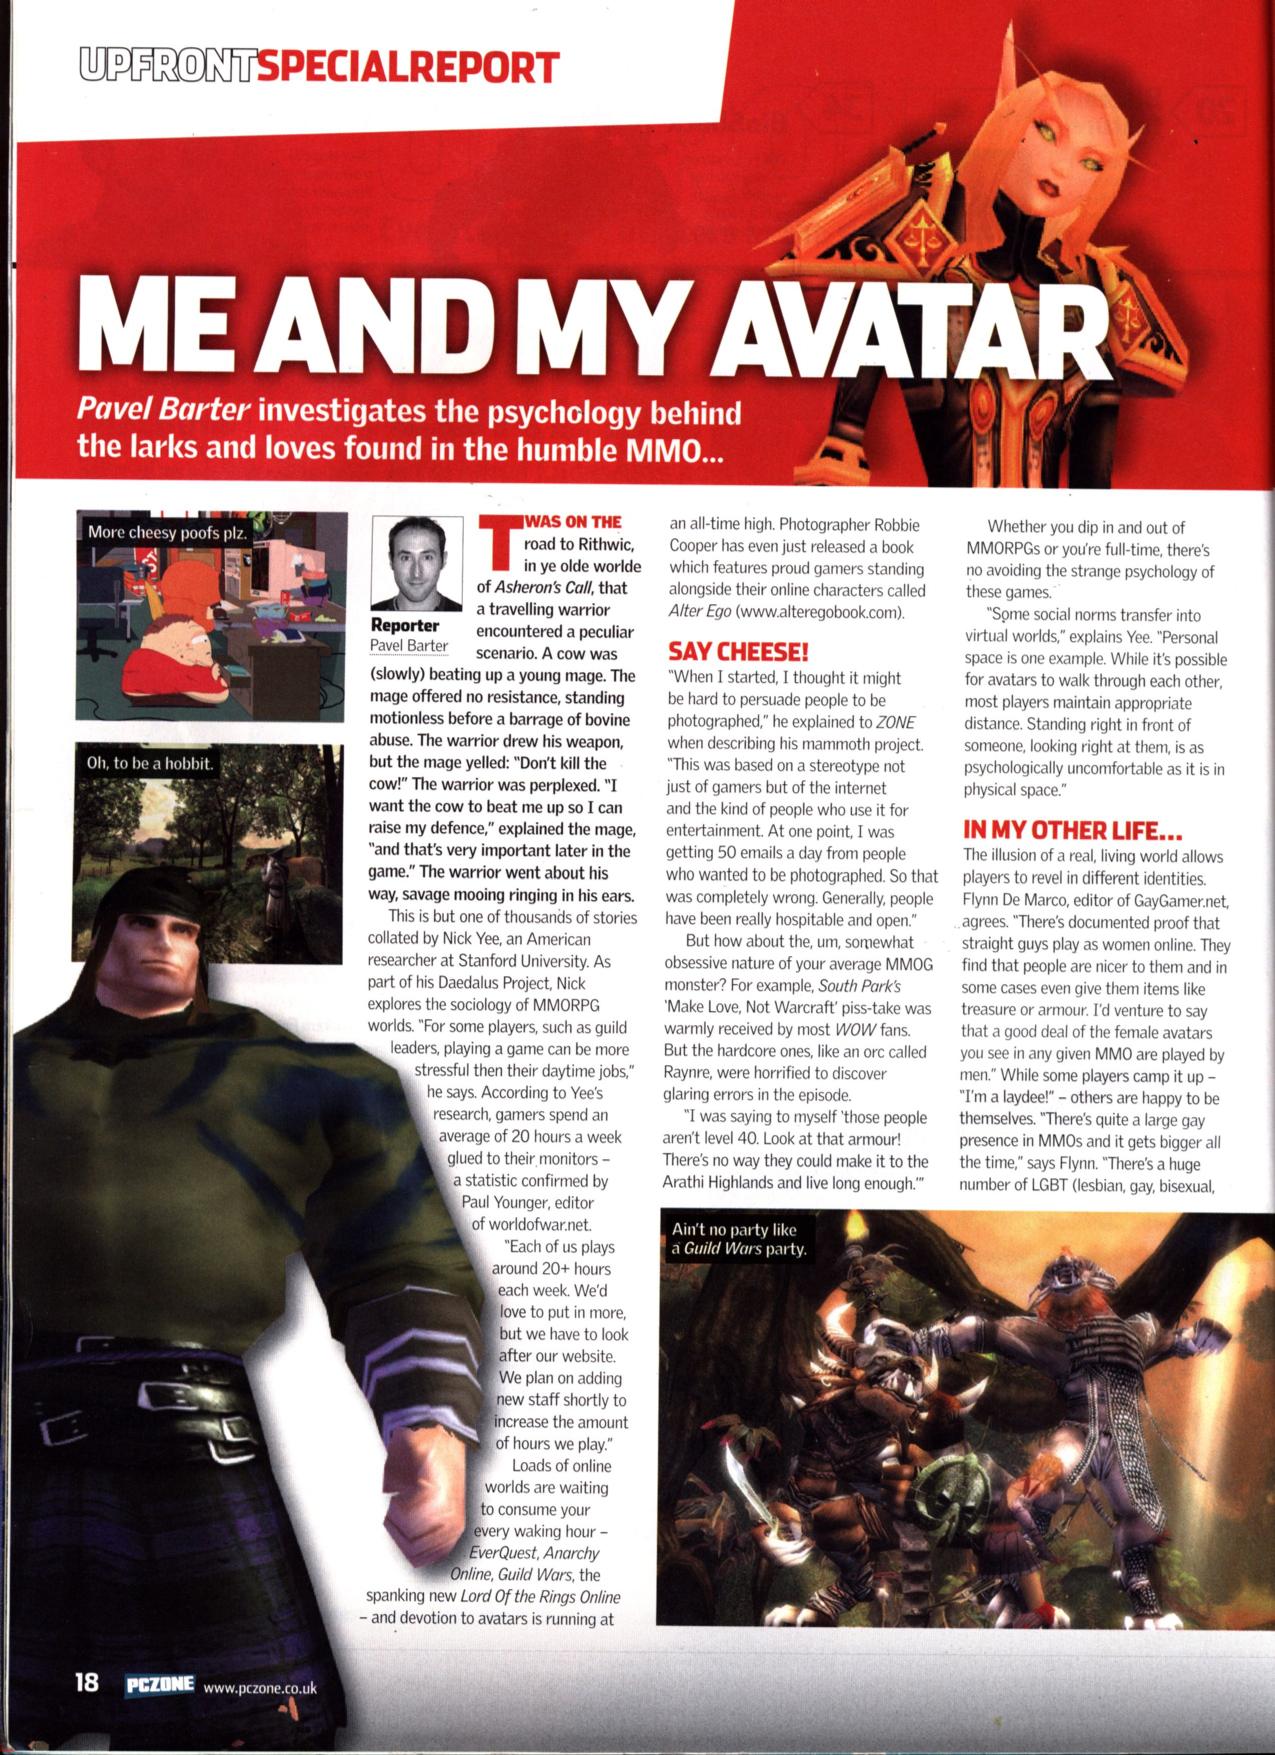 UPFRONTSPECIALREPORT
ME AND MY AVATAR
Pavel Barter investigates the psychology behind
the larks and loves found in the humble MMO...
More cheesy poofs plz.
Oh, to be a hobbit.
Reporter
Pavel Barter
TWAS ON THE
road to Rithwic,
in ye olde worlde
of Asheron's Call, that
a travelling warrior
encountered a peculiar
scenario. A cow was
(slowly) beating up a young mage. The
mage offered no resistance, standing
motionless before a barrage of bovine
abuse. The warrior drew his weapon,
but the mage yelled: "Don't kill the
cow!" The warrior was perplexed. "I
want the cow to beat me up so I can
raise my defence," explained the mage,
"and that's very important later in the
game." The warrior went about his
way, savage mooing ringing in his ears.
This is but one of thousands of stories
collated by Nick Yee, an American
researcher at Stanford University. As
part of his Daedalus Project, Nick
explores the sociology of MMORPG
worlds. "For some players, such as guild
leaders, playing a game can be more
stressful then their daytime jobs,"
he says. According to Yee's
research, gamers spend an
average of 20 hours a week
glued to their monitors –
a statistic confirmed by
Paul Younger, editor
of worldofwar.net.
"Each of us plays
around 20+ hours
each week. We'd
love to put in more,
but we have to look
after our website.
We plan on adding
new staff shortly to
increase the amount
of hours we play."
Loads of online
worlds are waiting
to consume your
every waking hour –
EverQuest, Anarchy
Online, Guild Wars, the
spanking new Lord Of the Rings Online
– and devotion to avatars is running at
an all-time high. Photographer Robbie
Cooper has even just released a book
which features proud gamers standing
alongside their online characters called
Alter Ego (www.alteregobook.com).
SAY CHEESE!
"When I started, I thought it might
be hard to persuade people to be
photographed," he explained to ZONE
when describing his mammoth project.
"This was based on a stereotype not
just of gamers but of the internet
and the kind of people who use it for
entertainment. At one point, I was
getting 50 emails a day from people
who wanted to be photographed. So that
was completely wrong. Generally, people
have been really hospitable and open."
But how about the, um, somewhat
obsessive nature of your average MMOG
monster? For example, South Park's
'Make Love, Not Warcraft' piss-take was
warmly received by most WOW fans.
But the hardcore ones, like an orc called
Raynre, were horrified to discover
glaring errors in the episode.
"I was saying to myself 'those people
aren't level 40. Look at that armour!
There's no way they could make it to the
Arathi Highlands and live long enough.'"
Whether you dip in and out of
MMORPGs or you're full-time, there's
no avoiding the strange psychology of
these games.
"Some social norms transfer into
virtual worlds," explains Yee. "Personal
space is one example. While it's possible
for avatars to walk through each other,
most players maintain appropriate
distance. Standing right in front of
someone, looking right at them, is as
psychologically uncomfortable as it is in
physical space."
IN MY OTHER LIFE...
The illusion of a real, living world allows
players to revel in different identities.
Flynn De Marco, editor of GayGamer.net,
agrees. "There's documented proof that
straight guys play as women online. They
find that people are nicer to them and in
some cases even give them items like
treasure or armour. I'd venture to say
that a good deal of the female avatars
you see in any given MMO are played by
men." While some players camp it up –
"I'm a laydee!" – others are happy to be
themselves. "There's quite a large gay
presence in MMOs and it gets bigger all
the time," says Flynn. "There's a huge
number of LGBT (lesbian, gay, bisexual,
Ain't no party like
a Guild Wars party.
18
PCZONE
www.pczone.co.uk